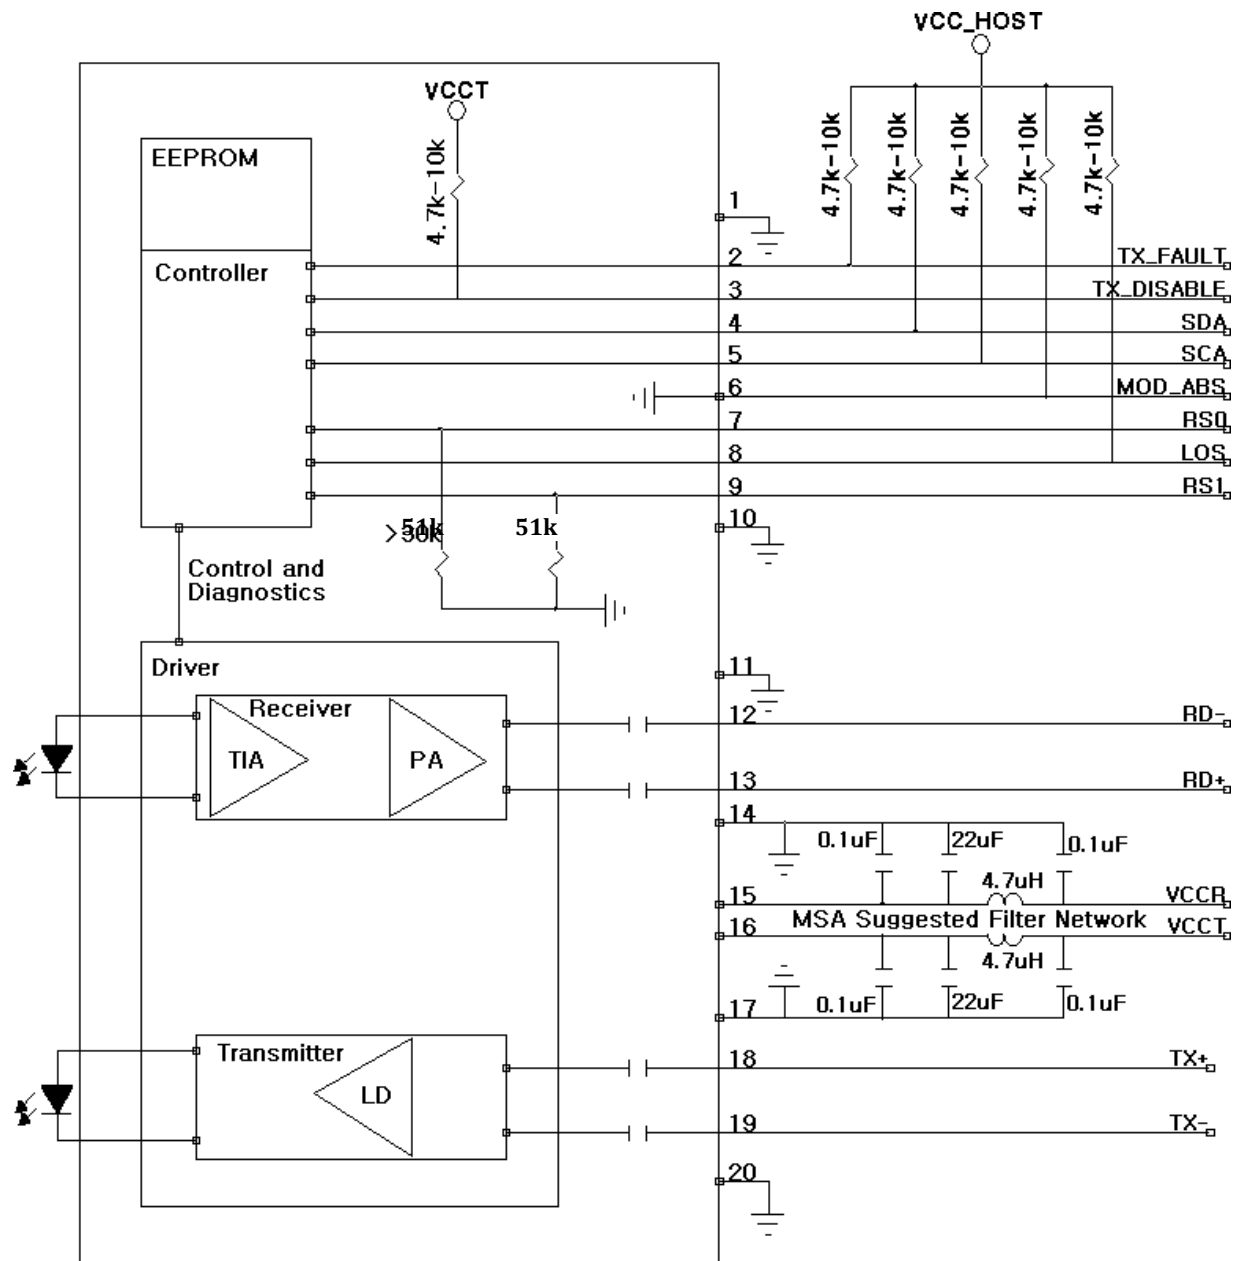 VCC_HOST
VCCT
4.7k-10k
4.7k-10k
4.7k-10k
4.7k-10k
4.7k-10k
4.7k-10k
EEPROM
Controller
1
2 TX_FAULT
3 TX_DISABLE
4 SDA
5 SCA
6 MOD_ABS
7 RS0
8 LOS
9 RS1
10
51k
51k
Control and
Diagnostics
Driver
11
Receiver
TIA
PA
12 RD-
13 RD+
14
0.1uF 22uF 0.1uF
4.7uH
15 VCCR
MSA Suggested Filter Network
16 VCCT
4.7uH
0.1uF 22uF 0.1uF
17
Transmitter
LD
18 TX+
19 TX-
20